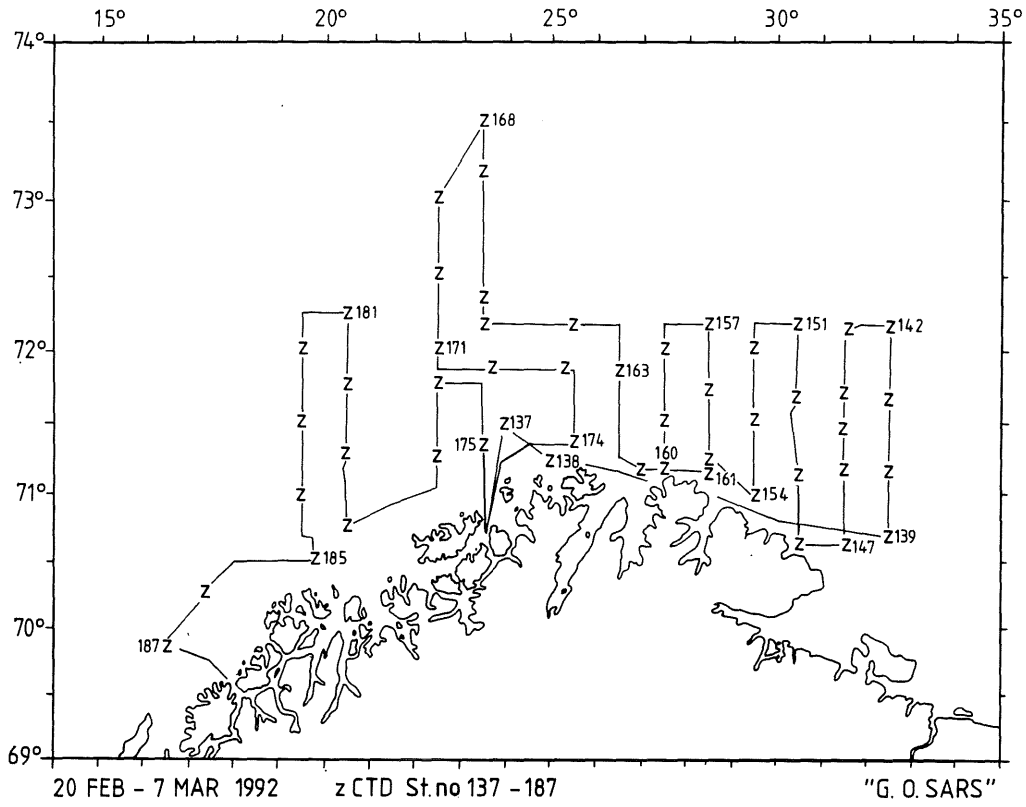 15° 20° 25° 30° 35°
74°
Z168
Z
73° Z
Z
Z Z181 Z Z Z Z157 Z151 Z Z142
Z Z171 Z Z
Z Z Z163
Z Z Z Z Z Z
Z Z137 Z Z Z
175Z Z174 Z
Z Z Z138 160 Z
Z Z Z161 Z Z Z
71° Z Z154
Z
Z139
Z185 Z Z147
Z
70°
187Z
69°
20 FEB - 7 MAR 1992 z CTD St. no 137 - 187 "G. O. SARS"
72°